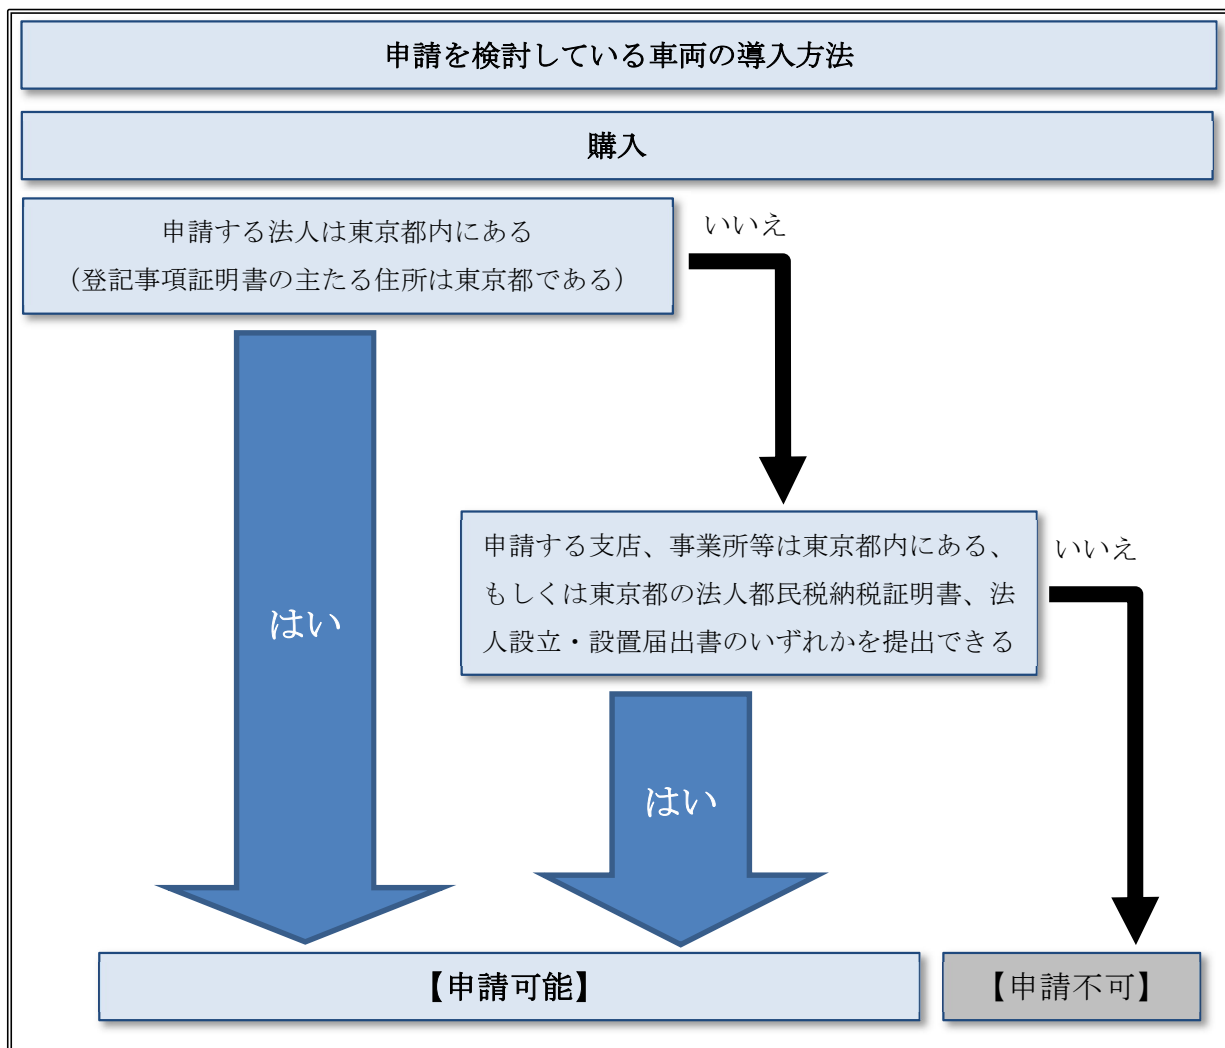 申請を検討している車両の導入方法
購入
申請する法人は東京都内にある
（登記事項証明書の主たる住所は東京都である）
いいえ
申請する支店、事業所等は東京都内にある、
もしくは東京都の法人都民税納税証明書、法
人設立・設置届出書のいずれかを提出できる
いいえ
はい
はい
【申請可能】
【申請不可】